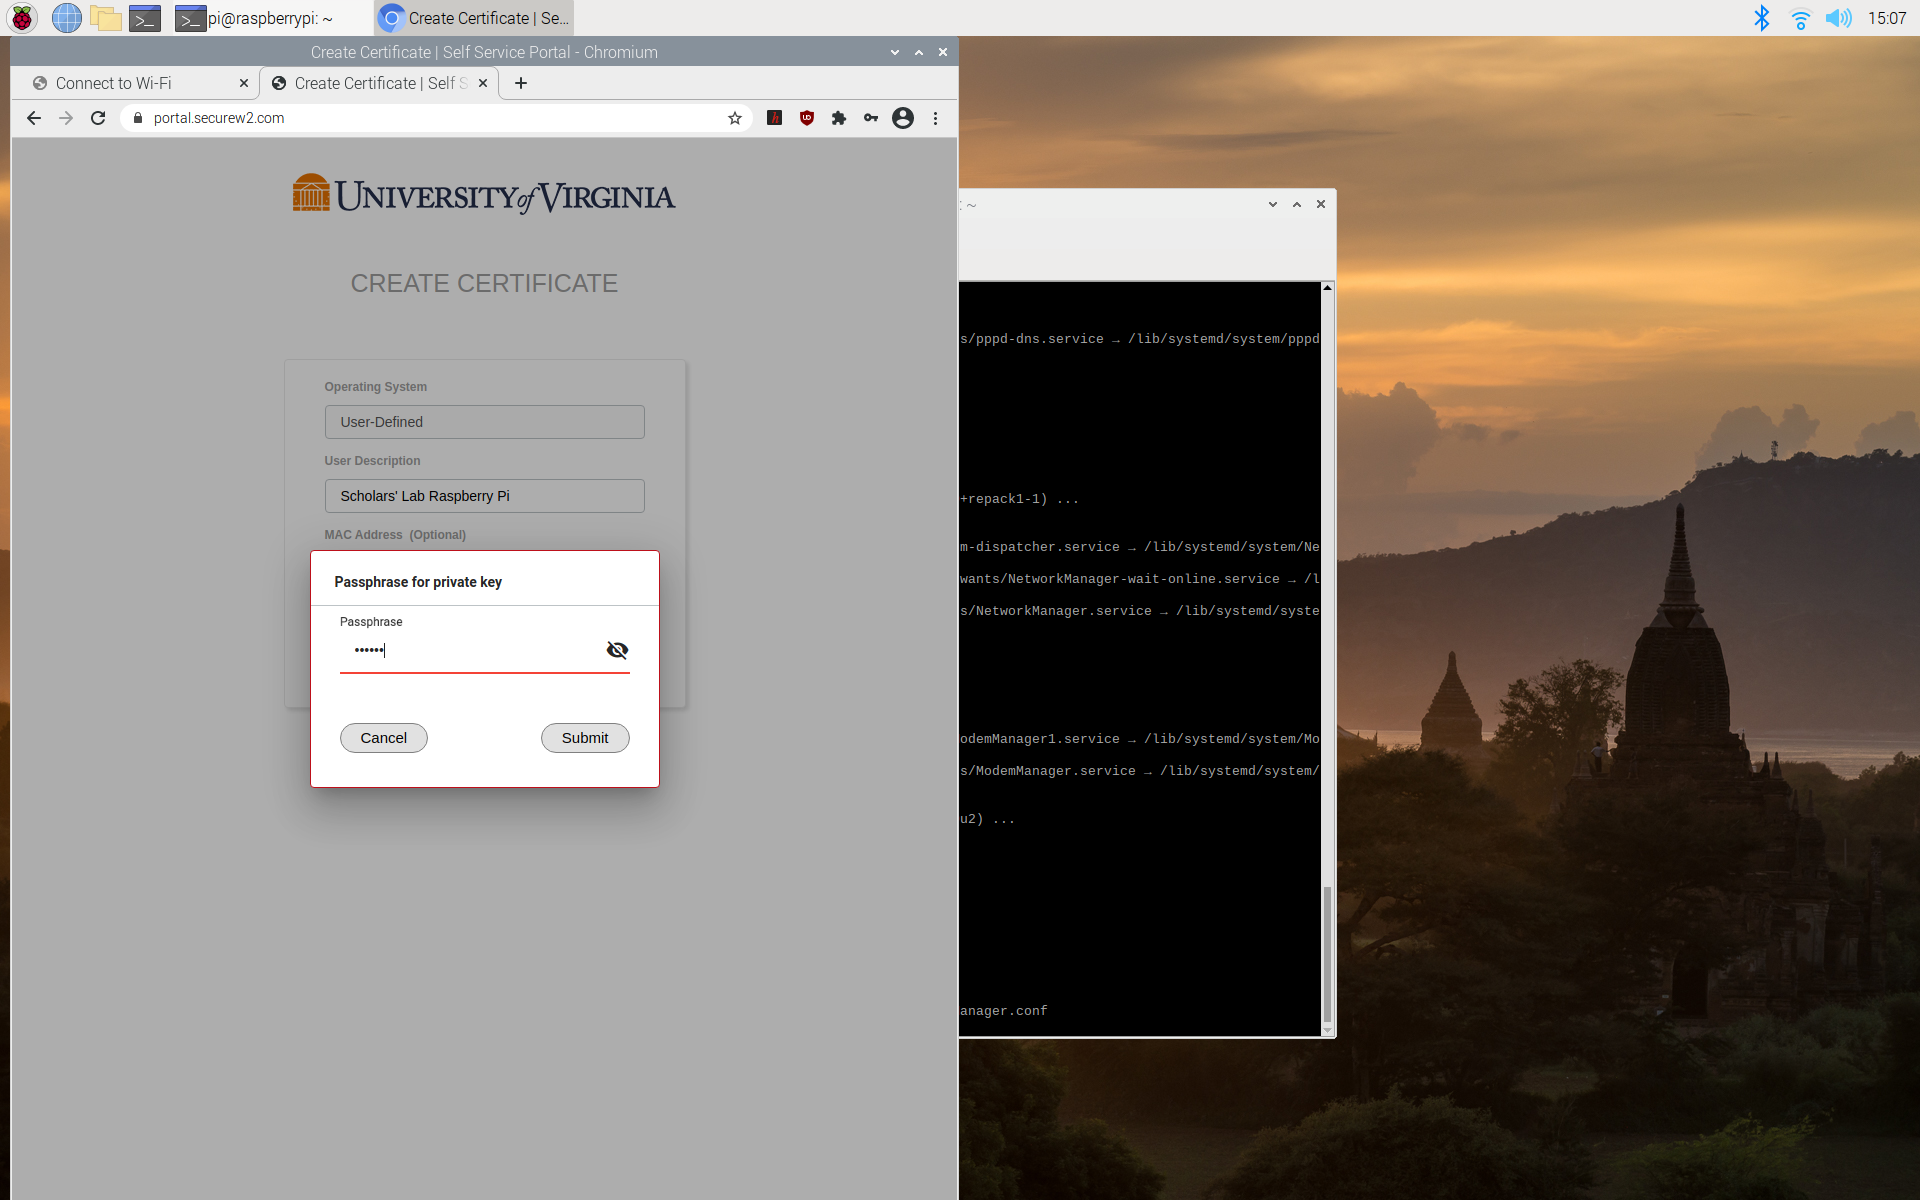 pi@raspberrypi: ~
Create Certificate | Se...
15:07
Create Certificate | Self Service Portal - Chromium
Connect to Wi-Fi
Create Certificate | Self S
portal.securew2.com
UNIVERSITY of VIRGINIA
CREATE CERTIFICATE
Operating System
User-Defined
User Description
Scholars' Lab Raspberry Pi
MAC Address (Optional)
Passphrase for private key
Passphrase
••••••
Cancel
Submit
: ~
s/pppd-dns.service → /lib/systemd/system/pppd
+repack1-1) ...
m-dispatcher.service → /lib/systemd/system/Ne
wants/NetworkManager-wait-online.service → /l
s/NetworkManager.service → /lib/systemd/syste
odemManager1.service → /lib/systemd/system/Mo
s/ModemManager.service → /lib/systemd/system/
u2) ...
anager.conf